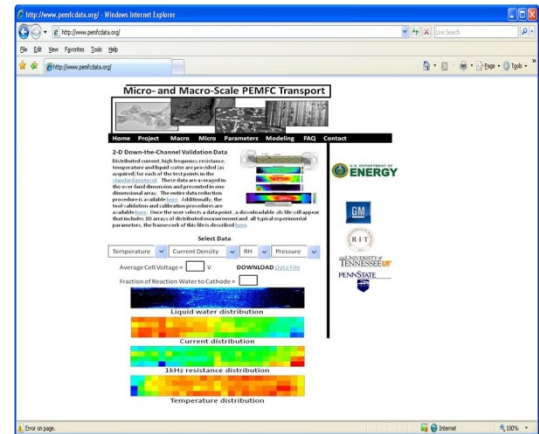 http://www.pemfcdata.org/ - Windows Internet Explorer
http://www.pemfcdata.org/
Live Search
File Edit View Favorites Tools Help
http://www.pemfcdata.org/
Page Tools
Micro- and Macro-Scale PEMFC Transport
Home Project Macro Micro Parameters Modeling FAQ Contact
2-D Down-the-Channel Validation Data
Distributed current, high frequency resistance,
temperature and liquid water are provided (as
acquired) for each of the test points in the
standard protocol. These data are averaged in
the over-land dimension and presented in one
dimensional array. The entire data reduction
procedure is available here. Additionally, the
tool validation and calibration procedures are
available here. Once the user selects a data point, a downloadable .xls file will appear
that includes 1D arrays of distributed measurement and all typical experimental
parameters, the framework of this file is described here.
Select Data
Temperature Current Density RH Pressure
Average Cell Voltage = V DOWNLOAD Data File
Fraction of Reaction Water to Cathode =
Liquid water distribution
Current distribution
1kHz resistance distribution
Temperature distribution
U.S. DEPARTMENT OF
ENERGY
GM
RIT
UNIVERSITY of
TENNESSEE UT
PENNSTATE
Error on page.
Internet
100%